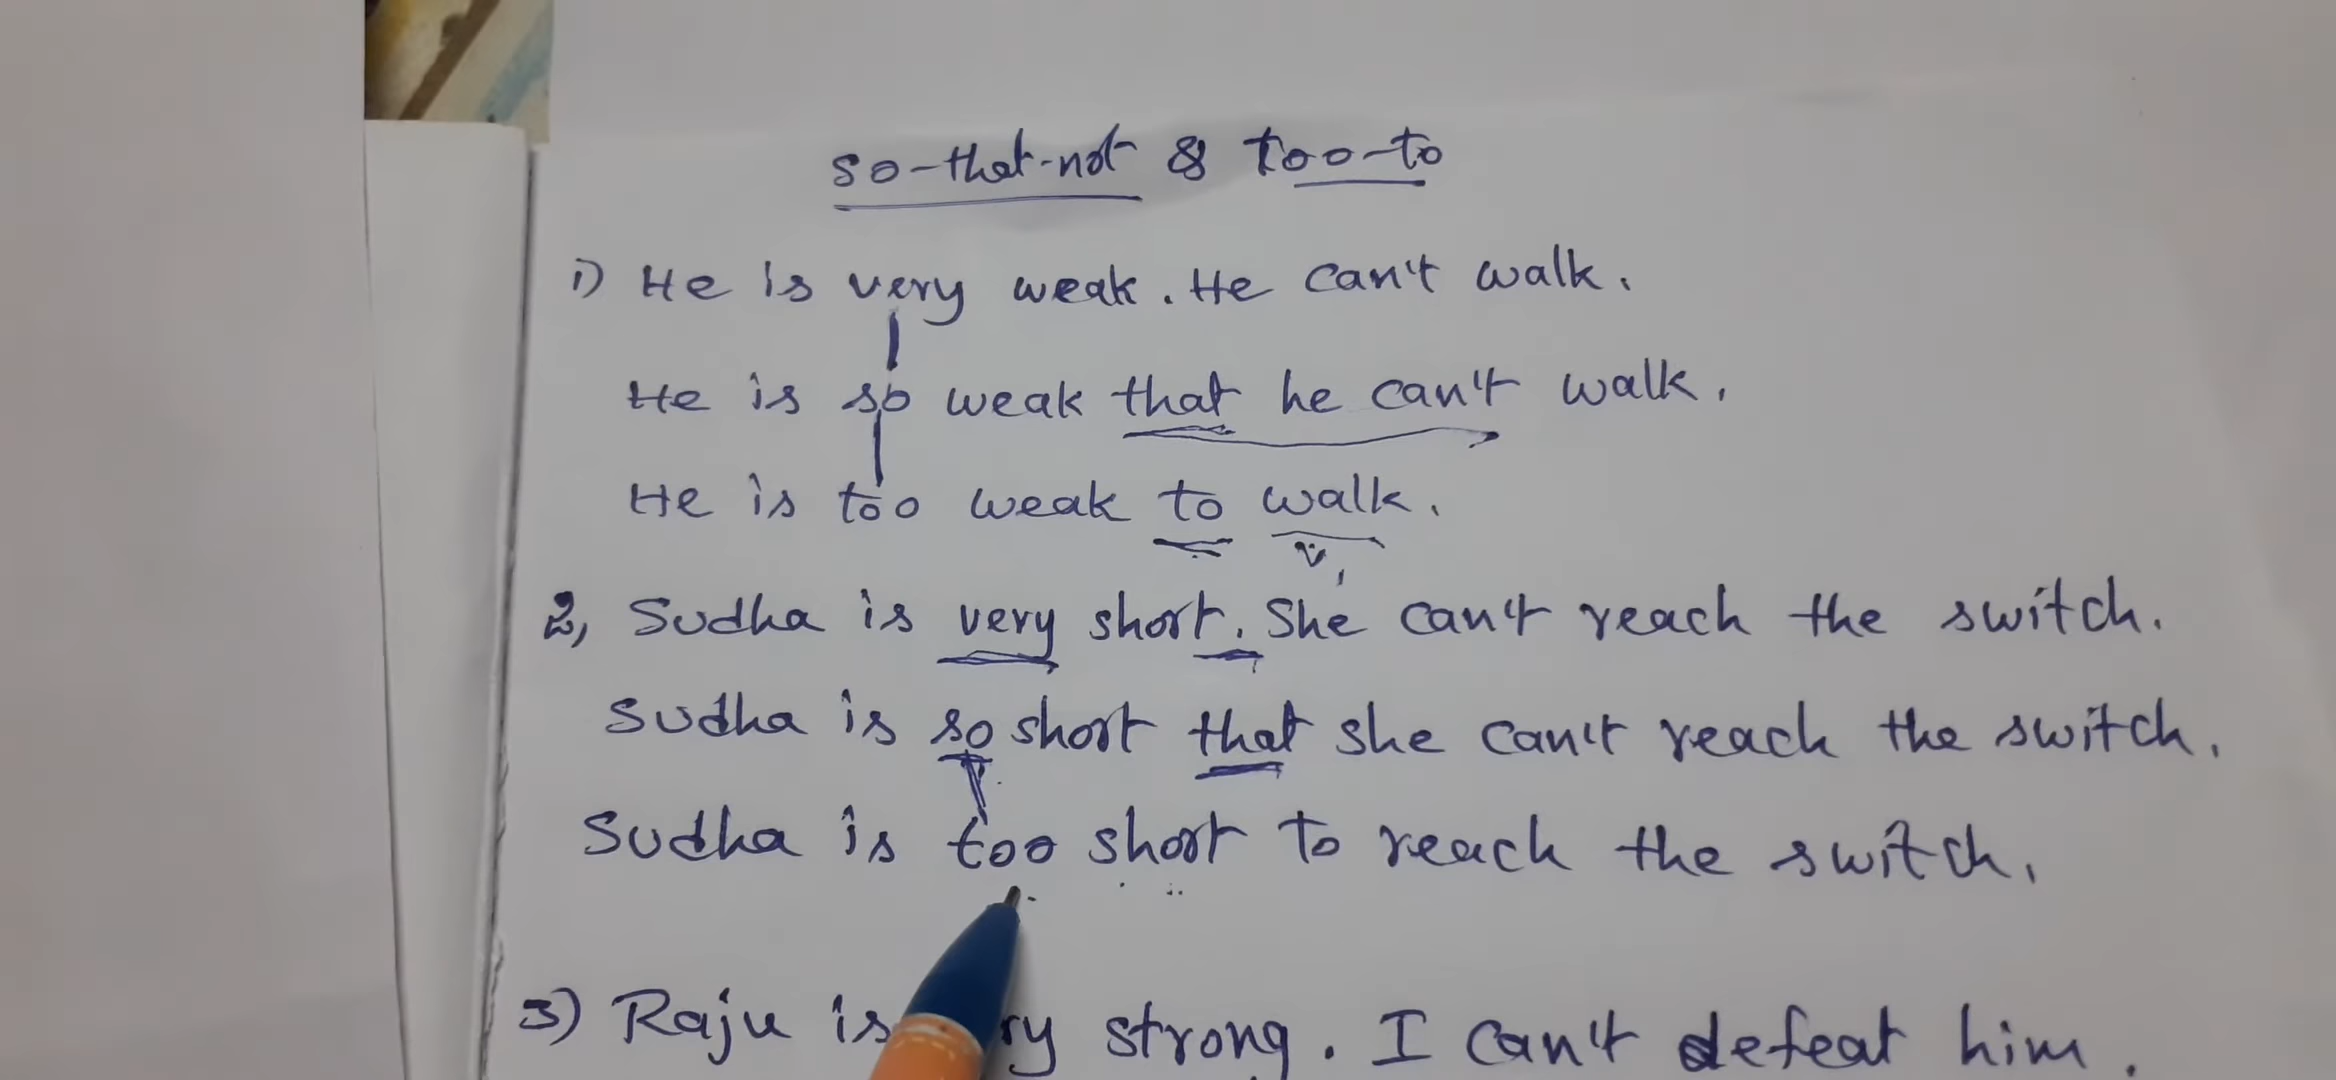 so-that-not & too-to
1) He is very weak. He can't walk.
He is so weak that he can't walk.
He is too weak to walk.
V1
2, Sudha is very short. She can't reach the switch.
Sudha is so short that she can't reach the switch.
Sudha is too short to reach the switch.
3) Raju is ry strong. I can't defeat him.